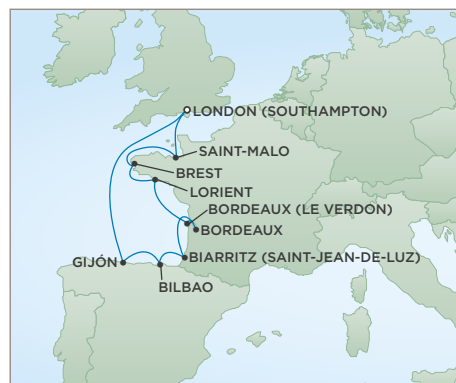 LONDON (SOUTHAMPTON)
SAINT-MALO
BREST
LORIENT
BORDEAUX (LE VERDON)
BORDEAUX
BIARRITZ (SAINT-JEAN-DE-LUZ)
GIJÓN
BILBAO